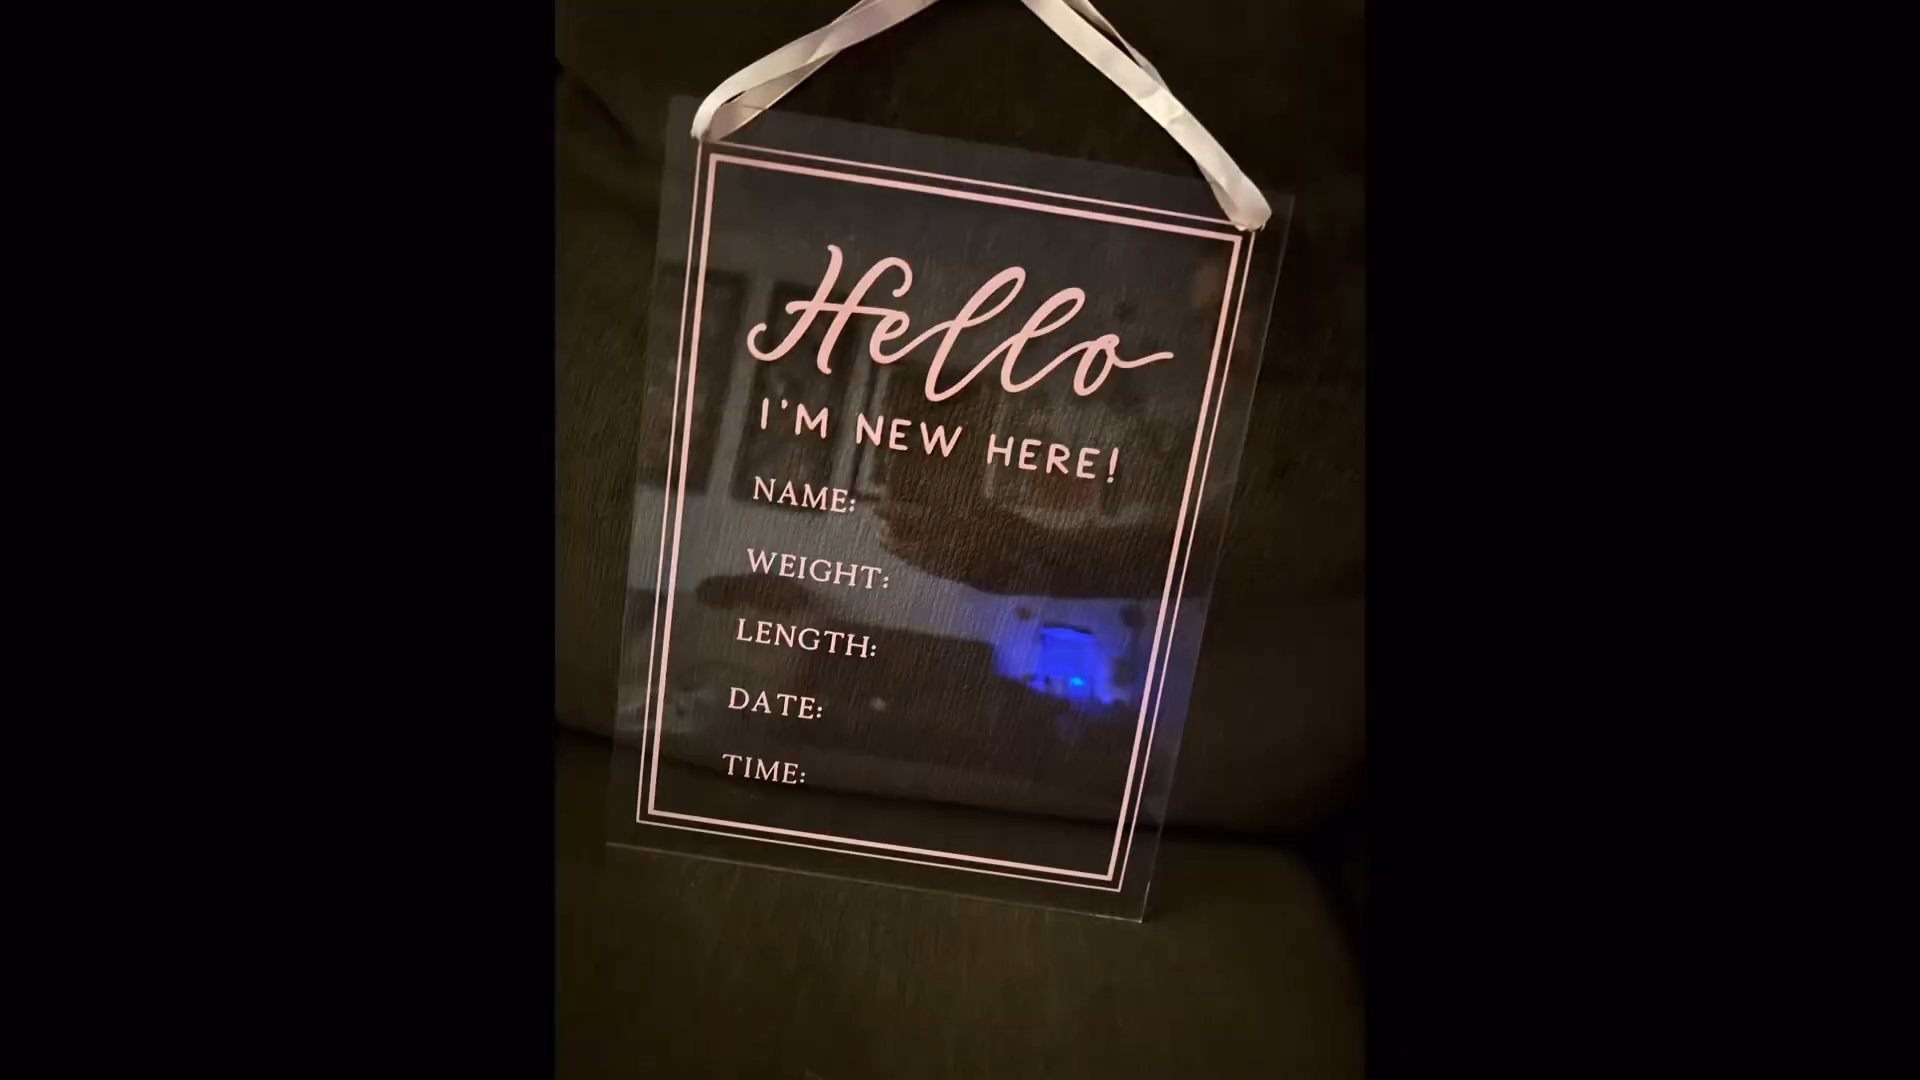 Hello
I'M NEW HERE!
NAME:
WEIGHT:
LENGTH:
DATE:
TIME: